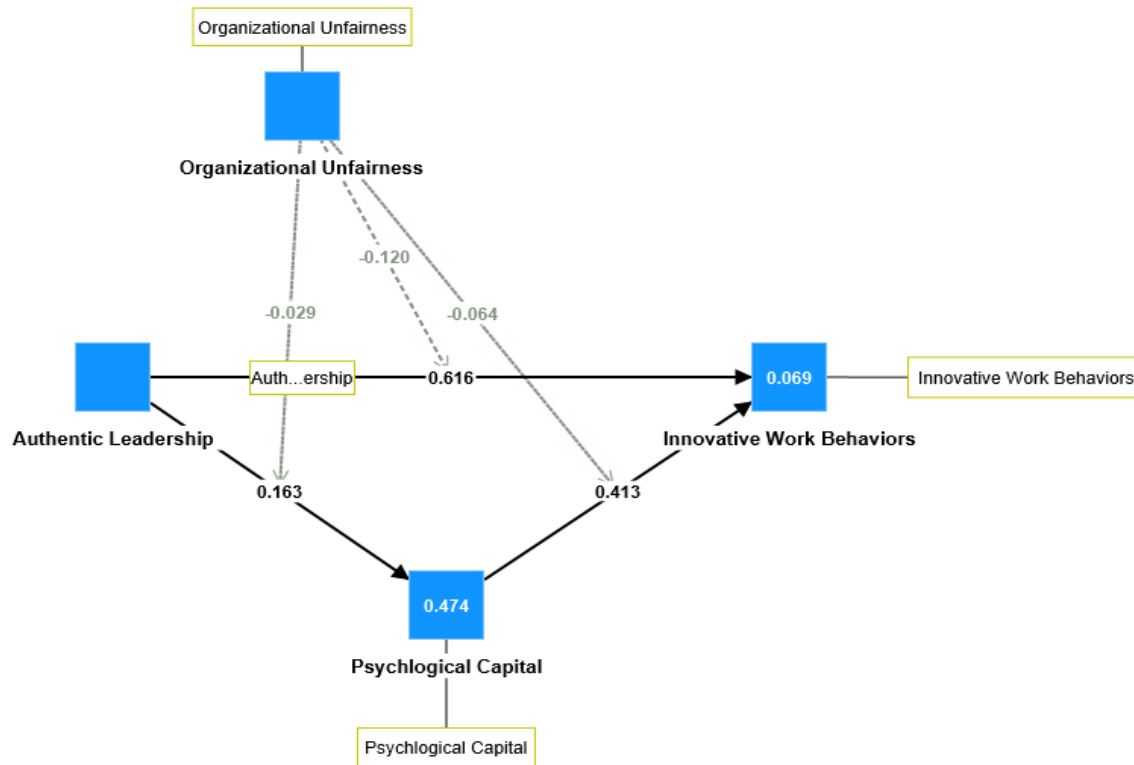 Organizational Unfairness
Organizational Unfairness
-0.120
-0.029
-0.064
Auth...ership
0.616
0.069
Innovative Work Behaviors
Authentic Leadership
Innovative Work Behaviors
0.163
0.413
0.474
Psychlogical Capital
Psychlogical Capital